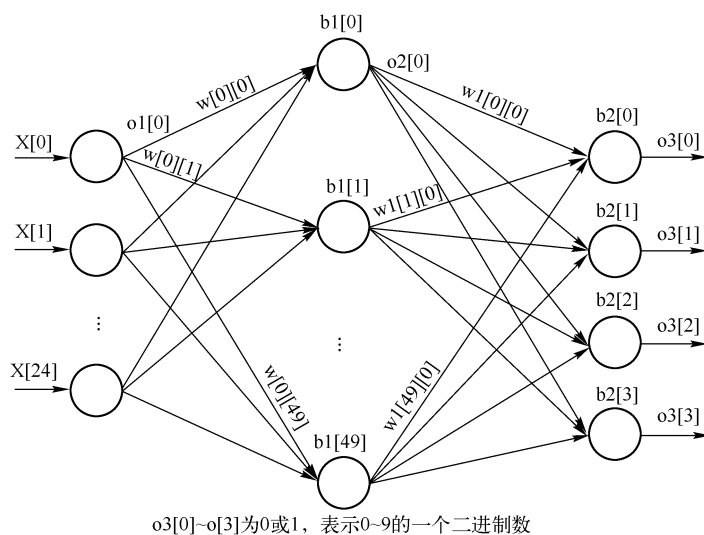 b1[0]
o2[0]
w[0][0]
w1[0][0]
o1[0]
b2[0]
X[0]
o3[0]
w[0][1]
b1[1]
w1[1][0]
b2[1]
X[1]
o3[1]
b2[2]
...
...
o3[2]
X[24]
w[0][49]
w1[49][0]
b2[3]
o3[3]
b1[49]
o3[0]~o[3]为0或1，表示0~9的一个二进制数